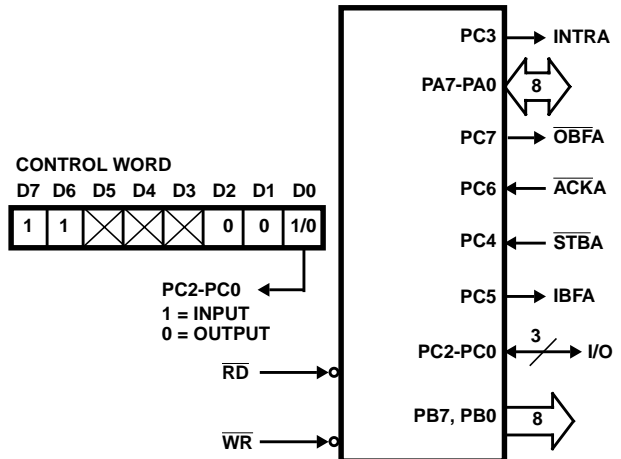 PC3 INTRA
PA7-PA0 8
PC7 OBFA
CONTROL WORD
D7 D6 D5 D4 D3 D2 D1 D0
1 1 0 0 1/0
PC6 ACKA
PC4 STBA
PC2-PC0
1 = INPUT
0 = OUTPUT
PC5 IBFA
PC2-PC0 3 I/O
RD
PB7, PB0 8
WR